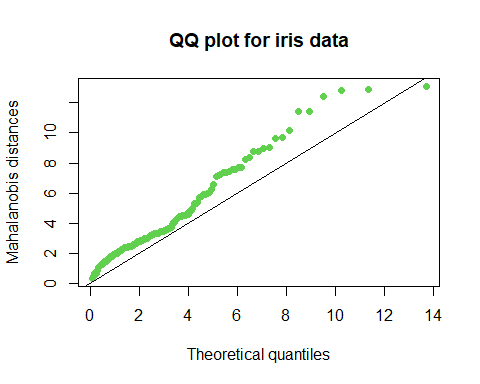 QQ plot for iris data
Mahalanobis distances
10
8
6
4
2
0
0 2 4 6 8 10 12 14
Theoretical quantiles